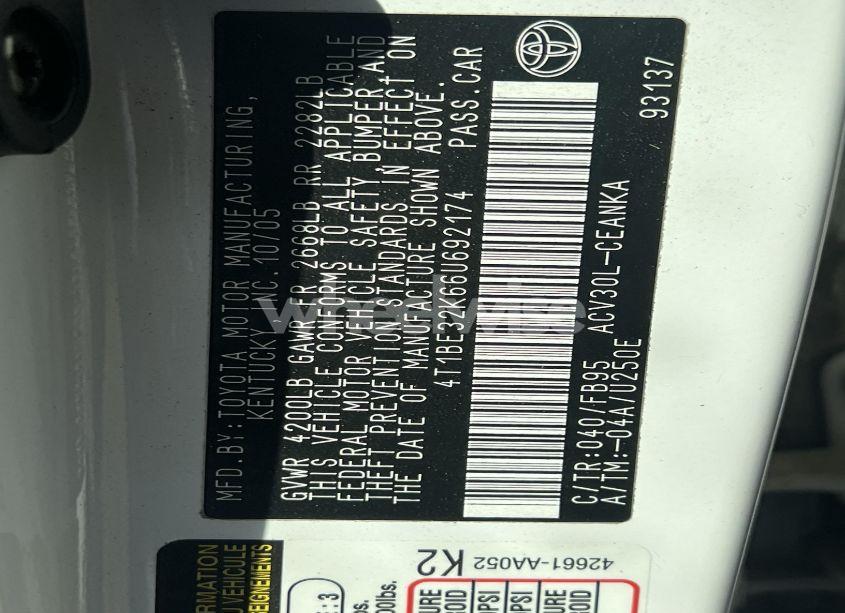 MFD.BY:TOYOTA MOTOR MANUFACTURING,
KENTUCKY, INC. 10/05
GVWR 4200LB GAWR FR 2668LB RR 2282LB
THIS VEHICLE CONFORMS TO ALL APPLICABLE
FEDERAL MOTOR VEHICLE SAFETY, BUMPER, AND
THEFT PREVENTION STANDARDS IN EFFECT ON
THE DATE OF MANUFACTURE SHOWN ABOVE.
4T1BE32K66U692174 PASS.CAR
C/TR:040/FB95 ACV30L-CEANKA
A/TM:-04A/U250E 93137
wheelwise
42661-AA052 K2